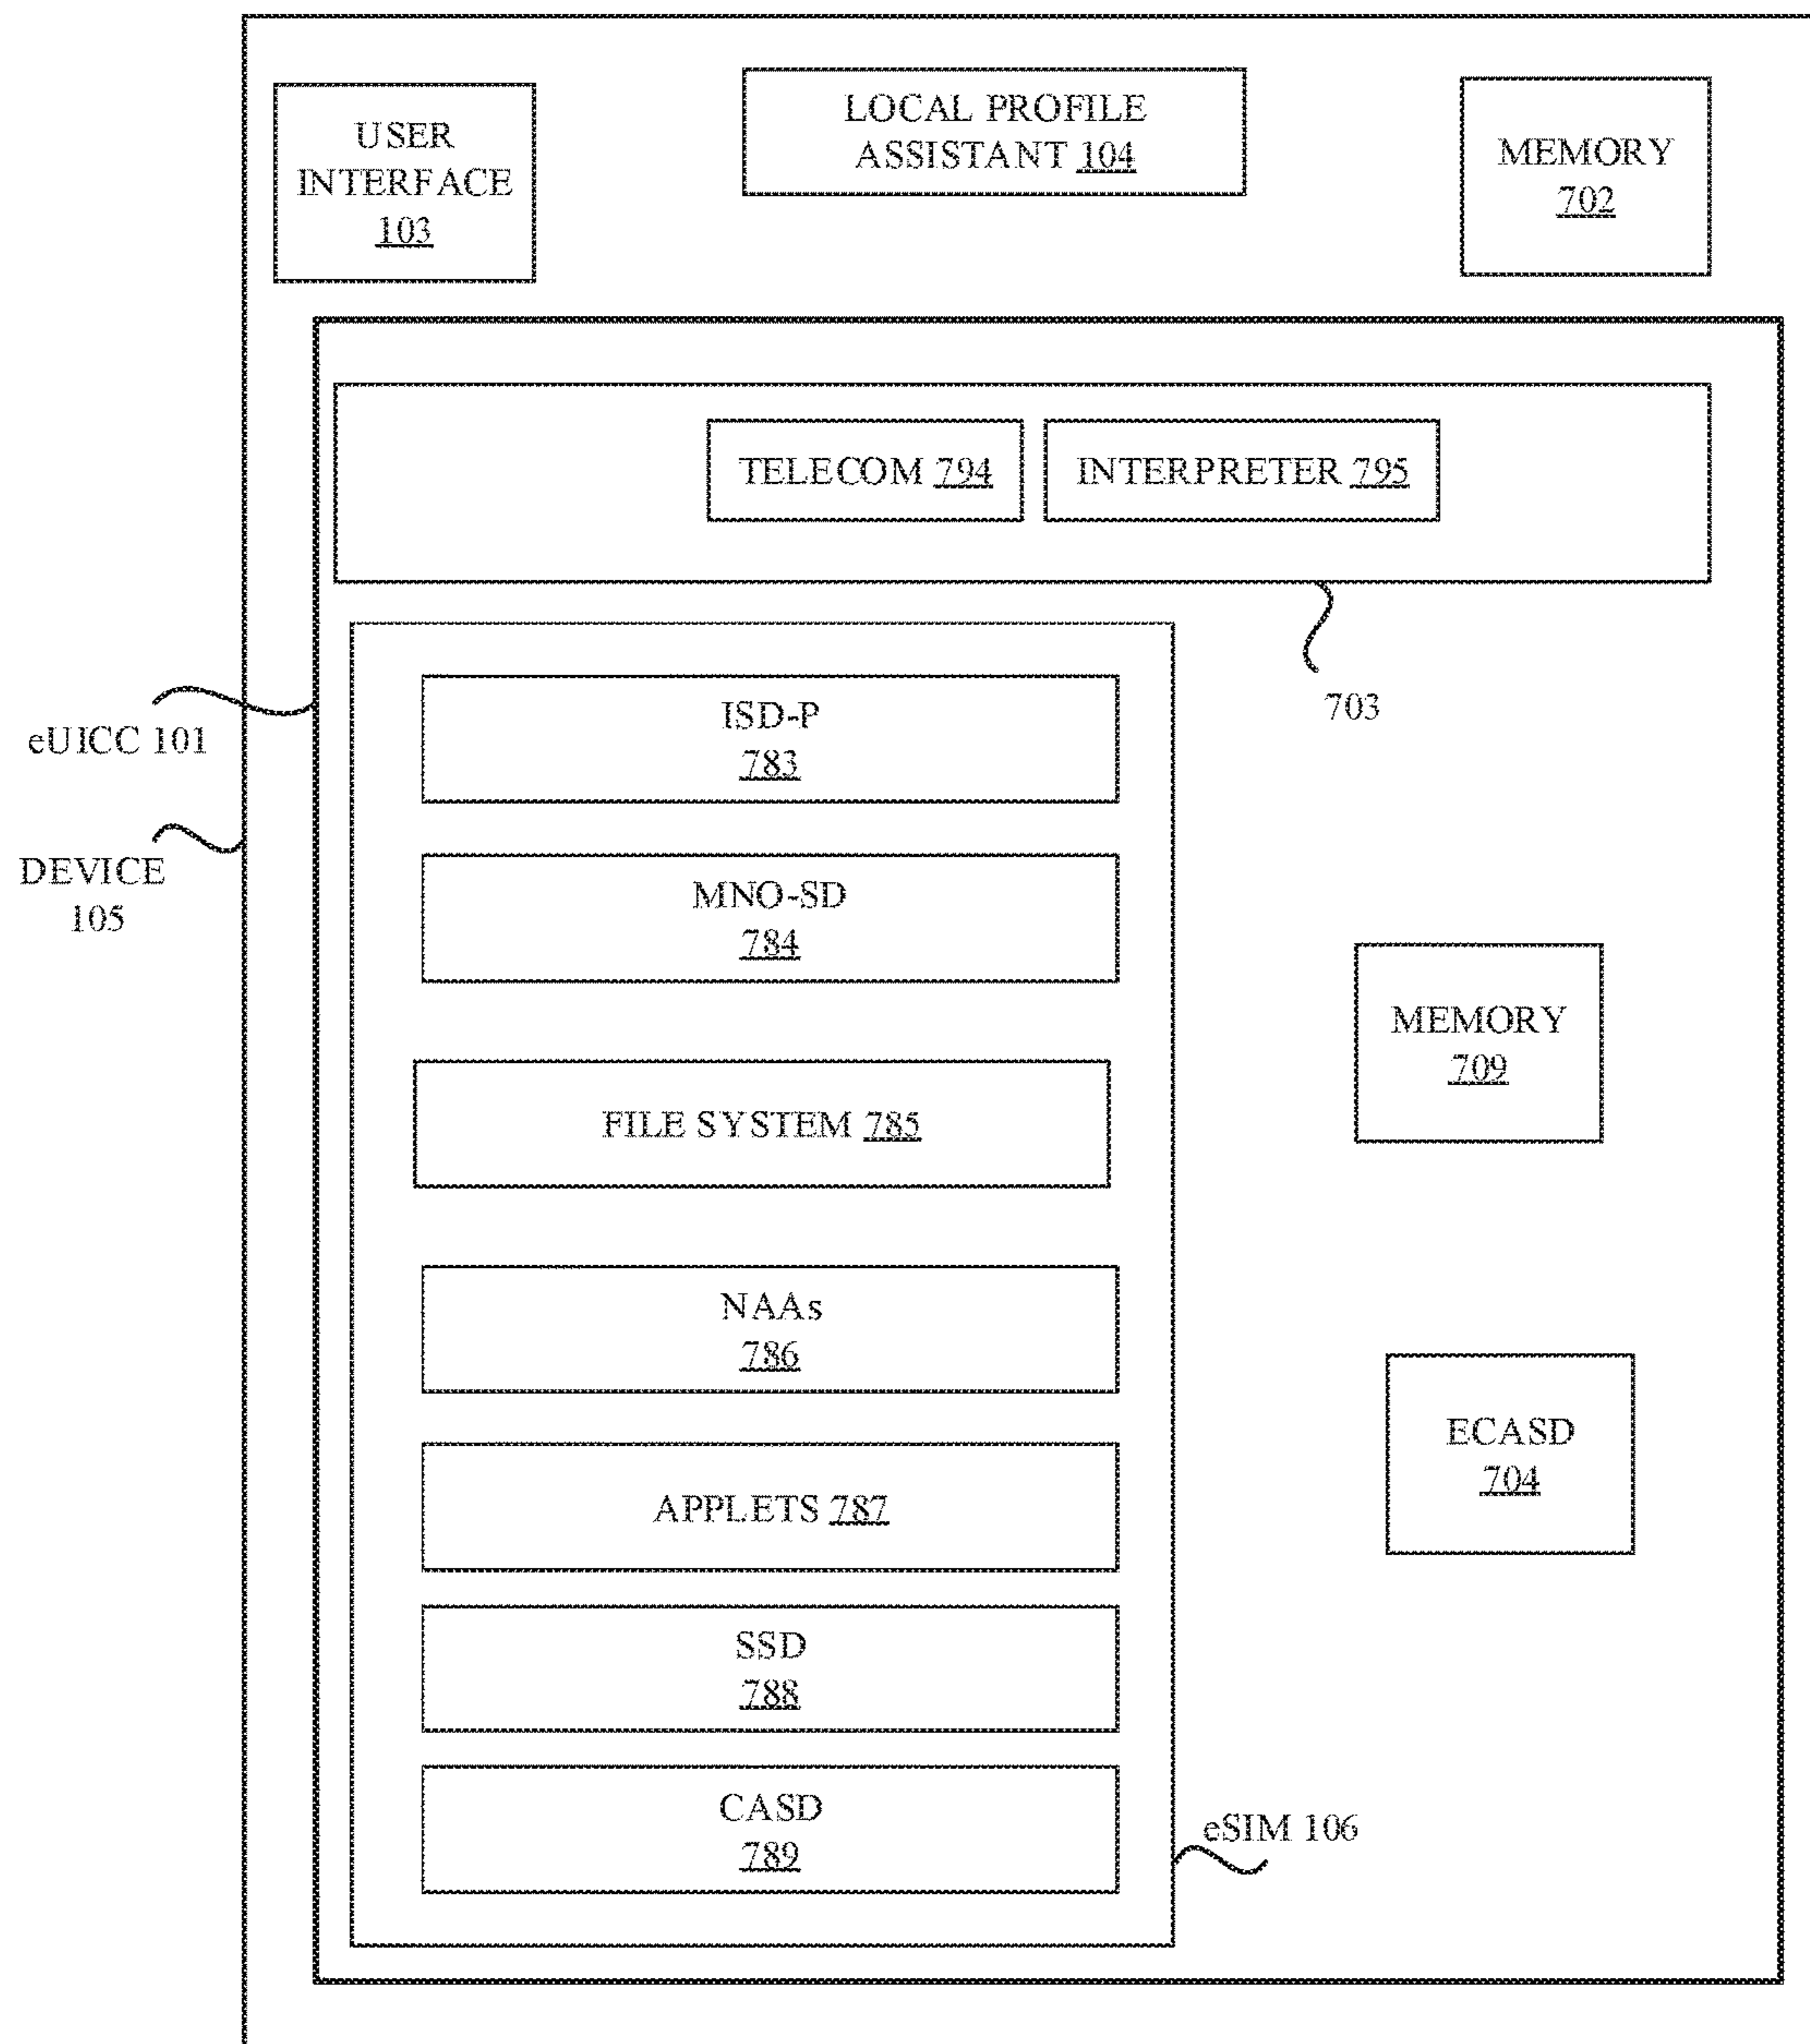 USER
INTERFACE
103
LOCAL PROFILE
ASSISTANT 104
MEMORY
702
TELECOM 794
INTERPRETER 795
703
eUICC 101
DEVICE
105
ISD-P
783
MNO-SD
784
FILE SYSTEM 785
NAAs
786
APPLETS 787
SSD
788
CASD
789
MEMORY
709
ECASD
704
eSIM 106